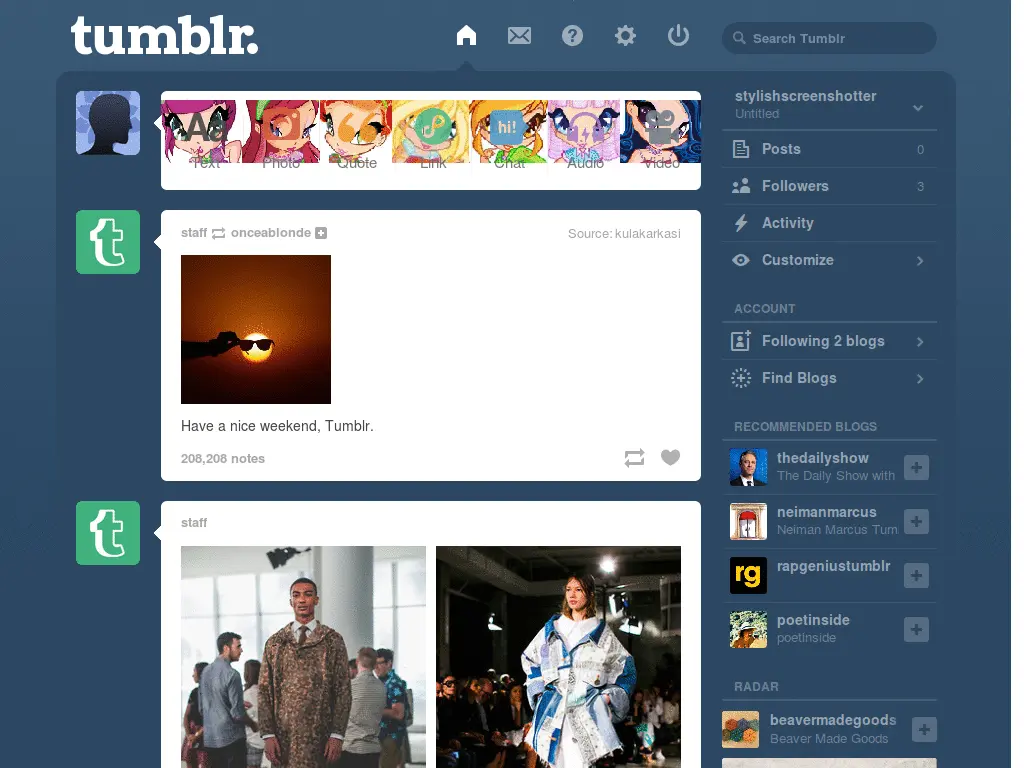 tumblr.
Search Tumblr
Aa
hi!
Text
Photo
Quote
Link
Chat
Audio
Video
t
staff
onceablonde
Source: kulakarkasi
Have a nice weekend, Tumblr.
208,208 notes
t
staff
stylishscreenshotter
Untitled
Posts 0
Followers 3
Activity
Customize
ACCOUNT
Following 2 blogs
Find Blogs
RECOMMENDED BLOGS
thedailyshow
The Daily Show with
neimanmarcus
Neiman Marcus Tum
rg
rapgeniustumblr
poetinside
poetInside
RADAR
beavermadegoods
Beaver Made Goods